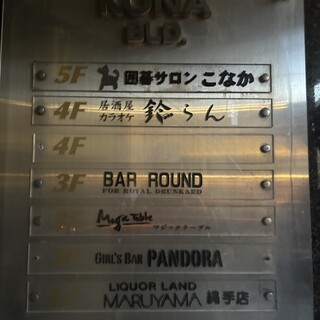 KONA
BLD.
5F 囲碁サロン こなか
4F 居酒屋 カラオケ 鈴らん
4F
3F BAR ROUND
FOR ROYAL DRUNKARD
Magic Table マジックテーブル
GIRL'S BAR PANDORA
LIQUOR LAND
MARUYAMA 縄手店